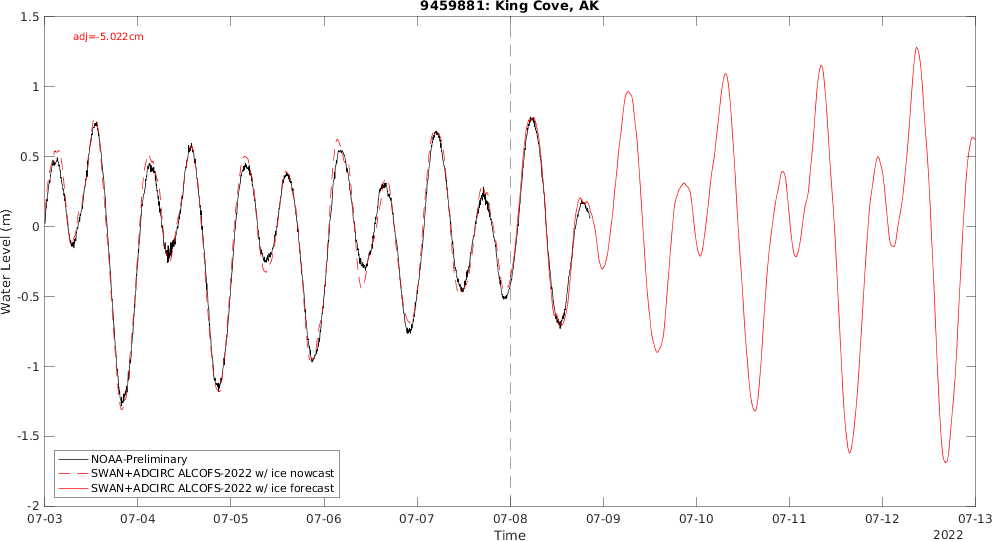 9459881: King Cove, AK
1.5
adj=-5.022cm
1
0.5
0
-0.5
-1
-1.5
-2
Water Level (m)
NOAA-Preliminary
SWAN+ADCIRC ALCOFS-2022 w/ ice nowcast
SWAN+ADCIRC ALCOFS-2022 w/ ice forecast
07-03 07-04 07-05 07-06 07-07 07-08 07-09 07-10 07-11 07-12 07-13
Time
2022